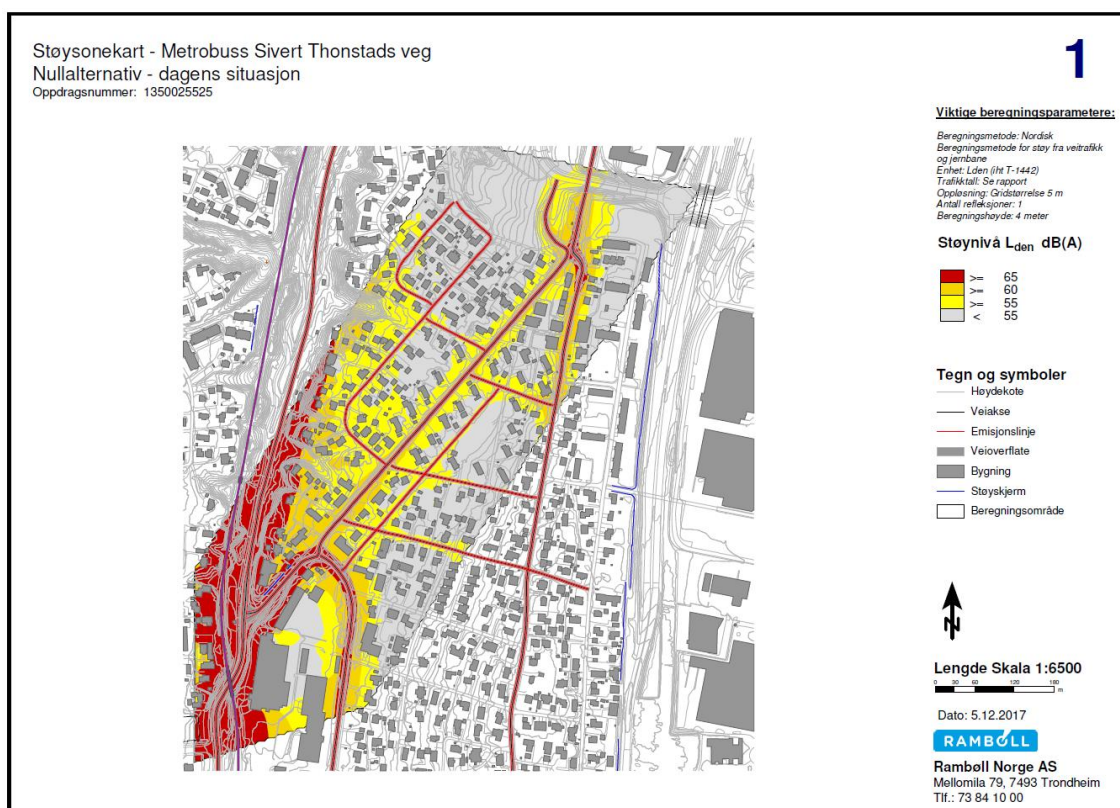 Støysonekart - Metrobuss Sivert Thonstads veg
Nullalternativ - dagens situasjon
Oppdragsnummer: 1350025525
1
Viktige beregningsparametere:
Beregningsmetode: Nordisk
Beregningsmetode for støy fra veitrafikk
og jernbane
Enhet: Lden (iht T-1442)
Trafikktall: Se rapport
Oppløsning: Gridstørrelse 5 m
Antall refleksjoner: 1
Beregningshøyde: 4 meter
Støynivå Lden dB(A)
>= 65
>= 60
>= 55
< 55
Tegn og symboler
Høydekote
Veiakse
Emisjonslinje
Veioverflate
Bygning
Støyskjerm
Beregningsområde
N
Lengde Skala 1:6500
0 30 60 120 180
m
Dato: 5.12.2017
RAMBOLL
Rambøll Norge AS
Mellomila 79, 7493 Trondheim
Tlf.: 73 84 10 00